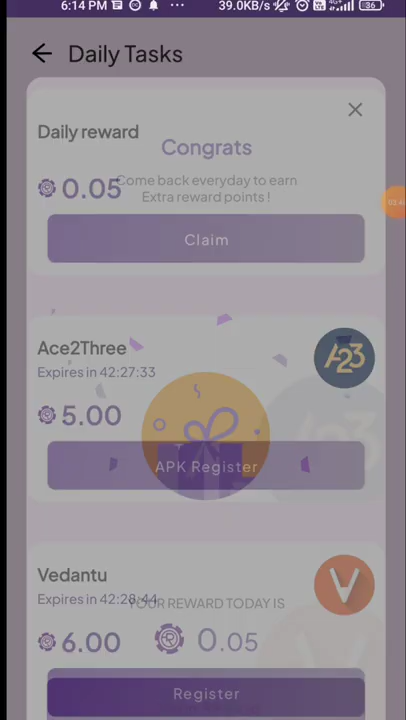 6:14 PM
39.0KB/s
4G+
36
Daily Tasks
Daily reward
Congrats
0.05
Come back everyday to earn
Extra reward points !
Claim
Ace2Three
Expires in 42:27:33
A23
5.00
APK Register
Vedantu
Expires in 42:28:44
YOUR REWARD TODAY IS
6.00
R 0.05
Register